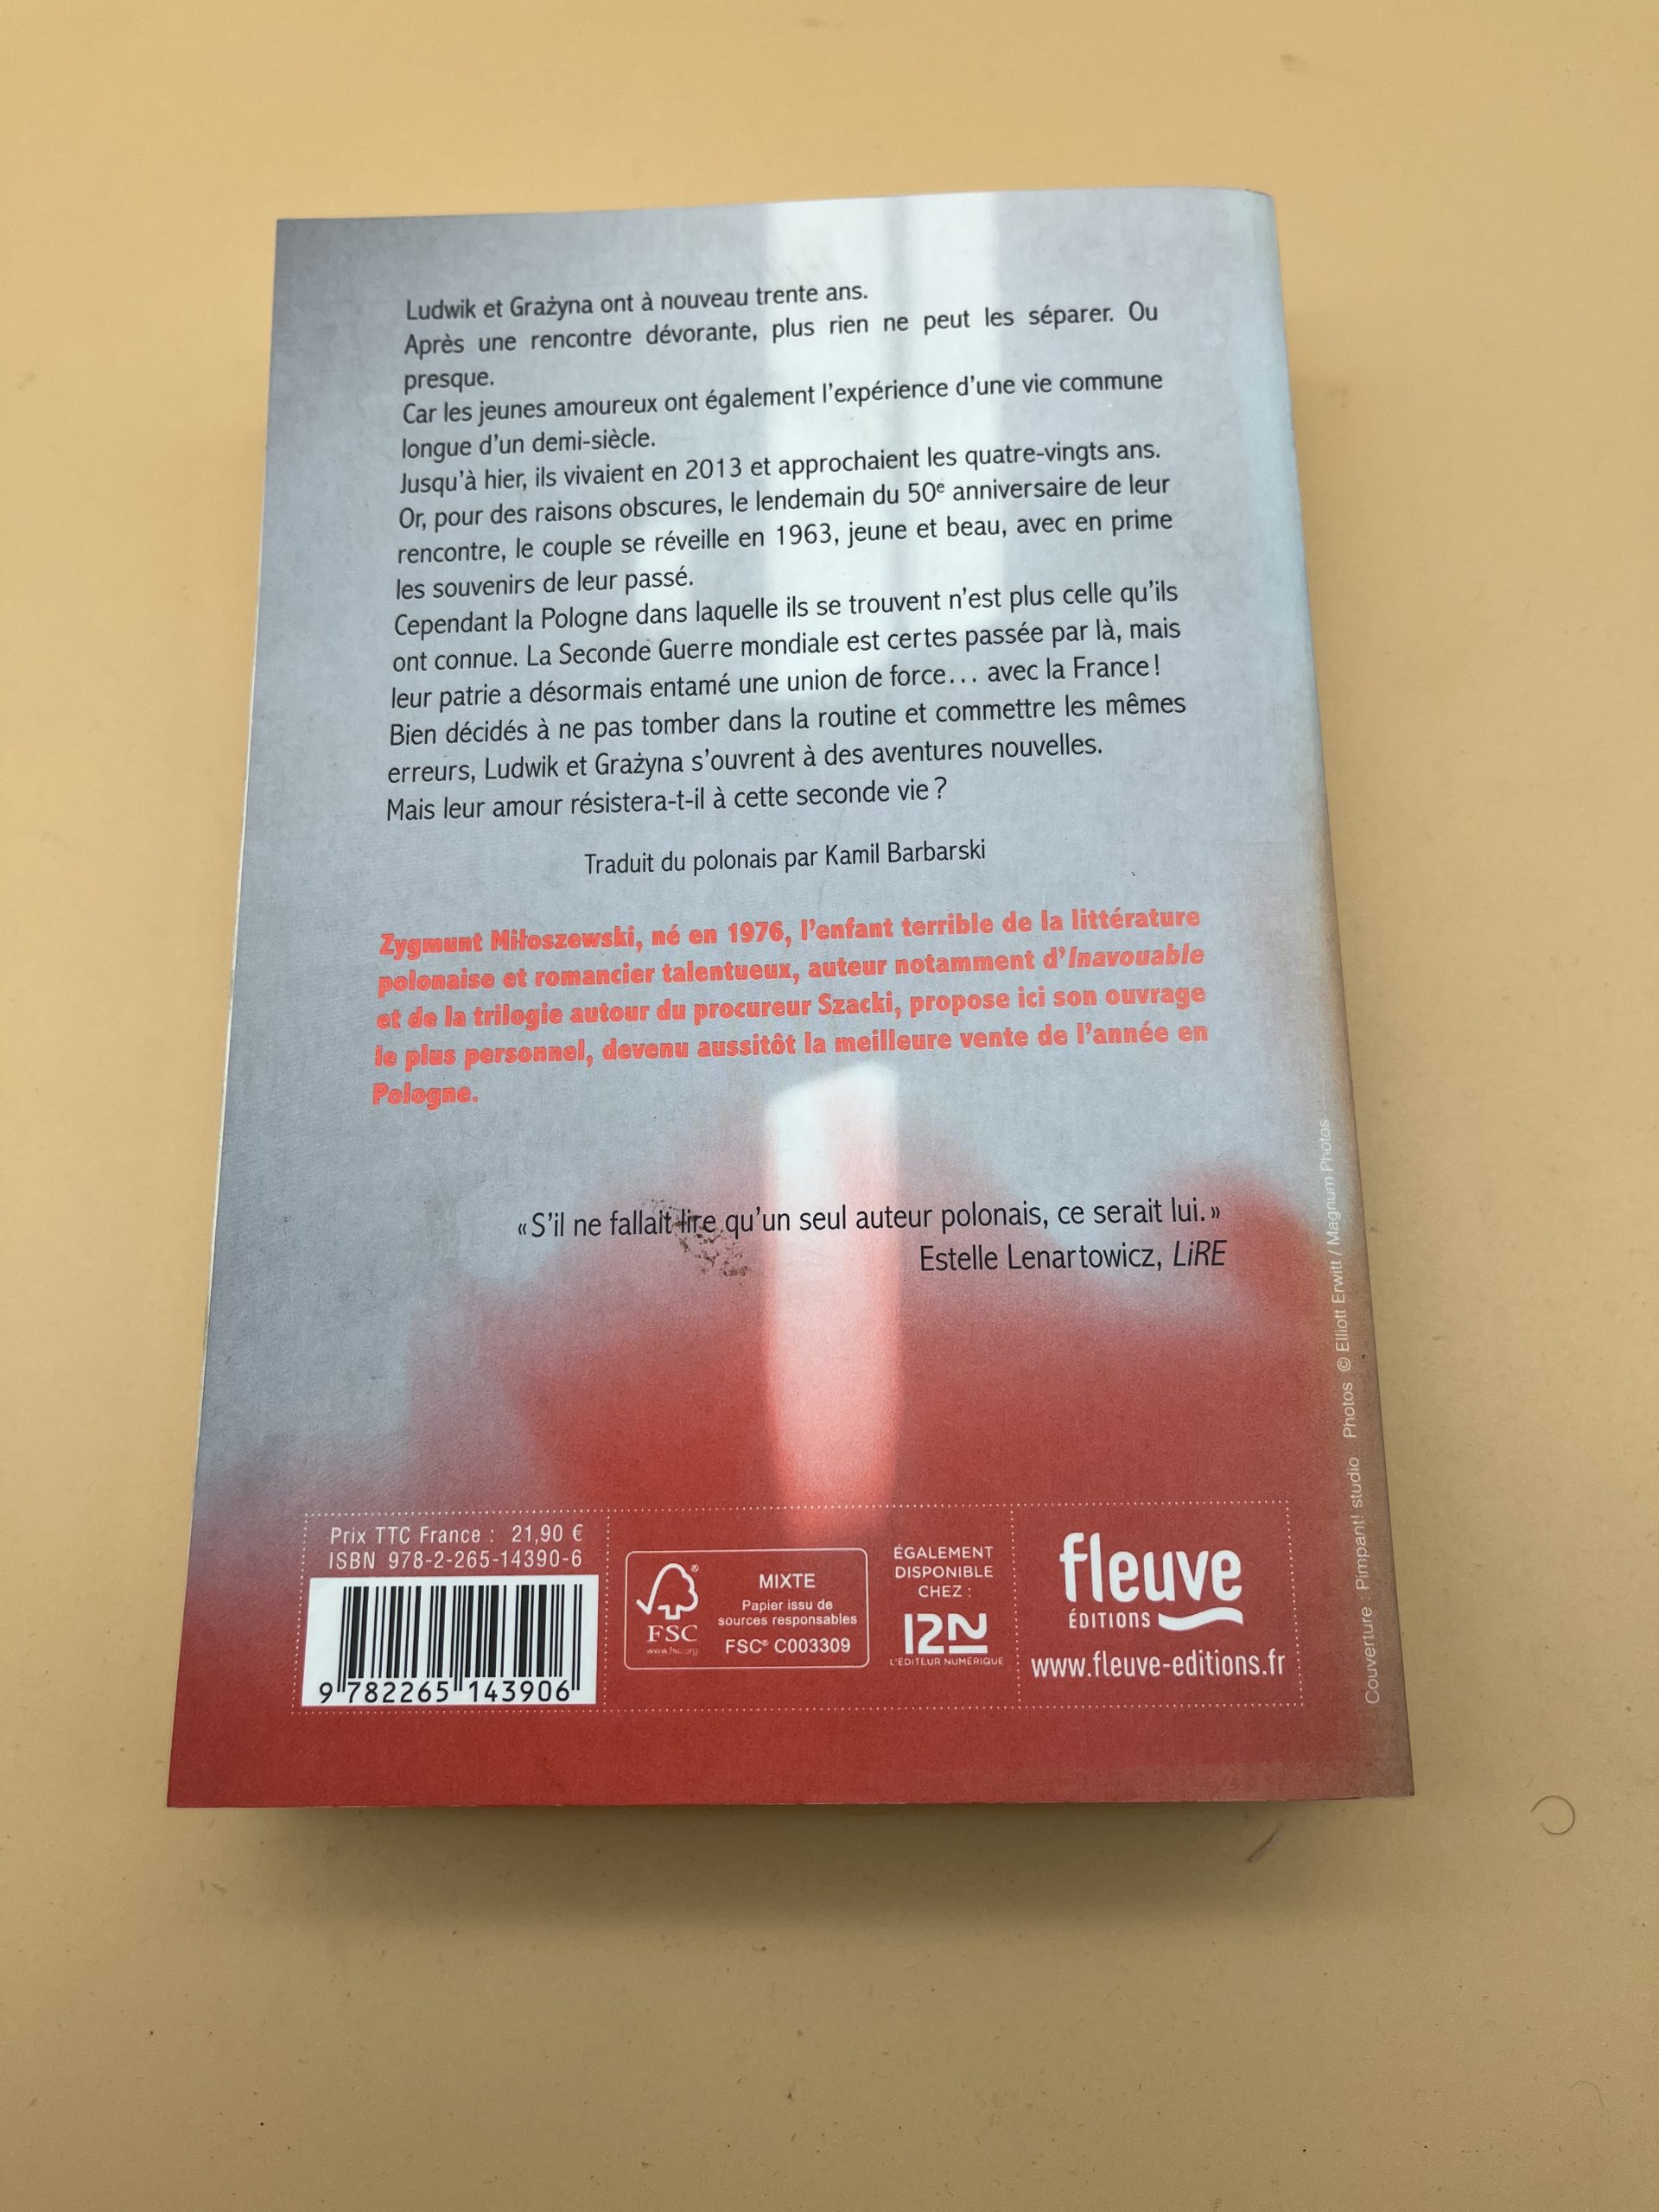 Ludwik et Grażyna ont à nouveau trente ans.
Après une rencontre dévorante, plus rien ne peut les séparer. Ou
presque.
Car les jeunes amoureux ont également l'expérience d'une vie commune
longue d'un demi-siècle.
Jusqu'à hier, ils vivaient en 2013 et approchaient les quatre-vingts ans.
Or, pour des raisons obscures, le lendemain du 50e anniversaire de leur
rencontre, le couple se réveille en 1963, jeune et beau, avec en prime
les souvenirs de leur passé.
Cependant la Pologne dans laquelle ils se trouvent n'est plus celle qu'ils
ont connue. La Seconde Guerre mondiale est certes passée par là, mais
leur patrie a désormais entamé une union de force... avec la France !
Bien décidés à ne pas tomber dans la routine et commettre les mêmes
erreurs, Ludwik et Grażyna s'ouvrent à des aventures nouvelles.
Mais leur amour résistera-t-il à cette seconde vie ?
Traduit du polonais par Kamil Barbarski
Zygmunt Miłoszewski, né en 1976, l'enfant terrible de la littérature
polonaise et romancier talentueux, auteur notamment d'Inavouable
et de la trilogie autour du procureur Szacki, propose ici son ouvrage
le plus personnel, devenu aussitôt la meilleure vente de l'année en
Pologne.
« S'il ne fallait lire qu'un seul auteur polonais, ce serait lui. »
Estelle Lenartowicz, LiRE
Couverture : Pimpant! studio Photos © Elliott Erwitt / Magnum Photos
Prix TTC France : 21,90 €
ISBN 978-2-265-14390-6
9 782265 143906
FSC
www.fsc.org
MIXTE
Papier issu de
sources responsables
FSC® C003309
ÉGALEMENT
DISPONIBLE
CHEZ :
12N
L'ÉDITEUR NUMÉRIQUE
fleuve
ÉDITIONS
www.fleuve-editions.fr